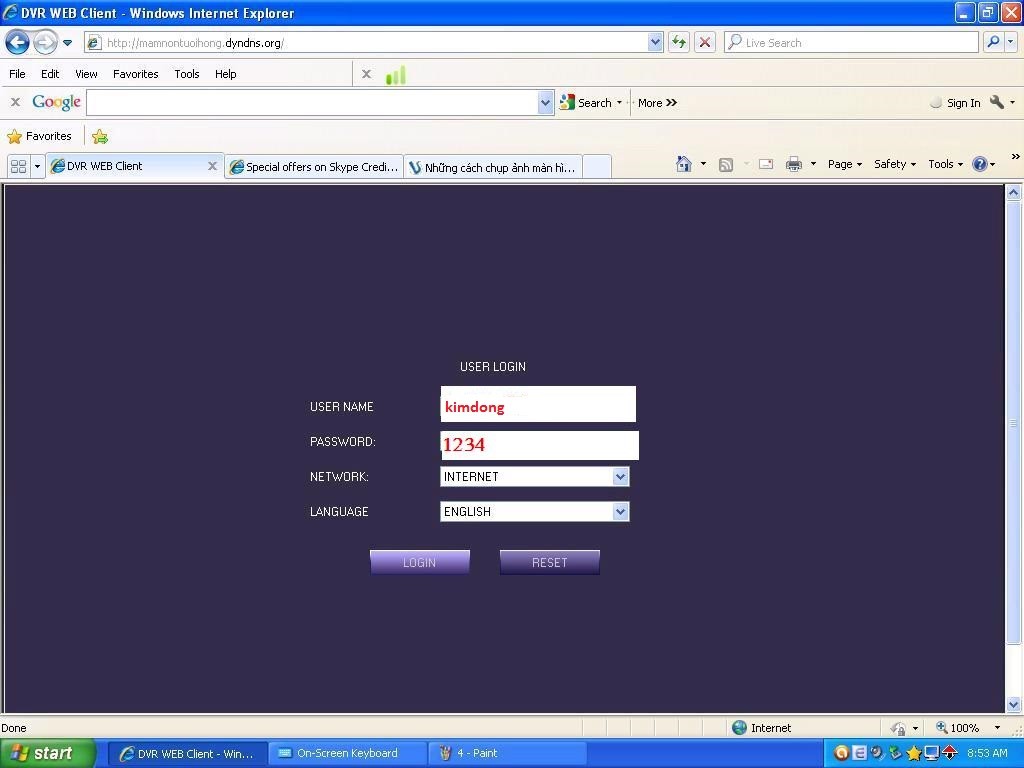 DVR WEB Client - Windows Internet Explorer
http://mamnontuoihong.dyndns.org/
Live Search
File Edit View Favorites Tools Help
Google Search More >> Sign In
Favorites
DVR WEB Client Special offers on Skype Credi... Những cách chụp ảnh màn hì... Page Safety Tools >>
USER LOGIN
USER NAME kimdong
PASSWORD: 1234
NETWORK: INTERNET
LANGUAGE ENGLISH
LOGIN RESET
Done Internet 100%
start DVR WEB Client - Win... On-Screen Keyboard 4 - Paint 8:53 AM